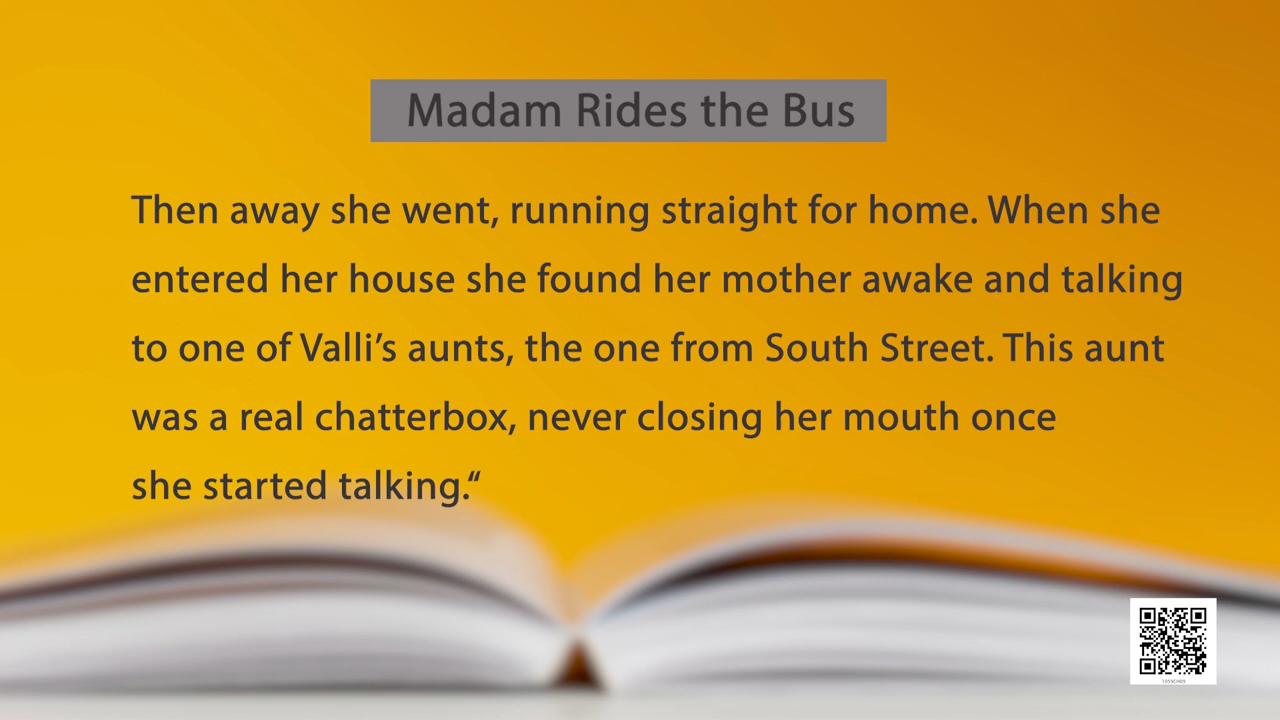 Madam Rides the Bus
Then away she went, running straight for home. When she
entered her house she found her mother awake and talking
to one of Valli’s aunts, the one from South Street. This aunt
was a real chatterbox, never closing her mouth once
she started talking.“